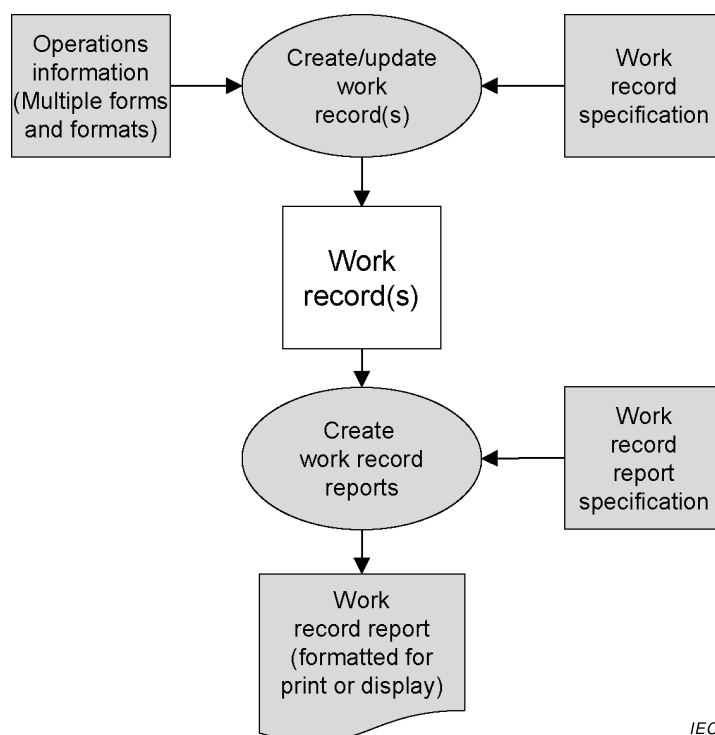 Operations
information
(Multiple forms
and formats)
Create/update
work
record(s)
Work
record
specification
Work
record(s)
Create
work record
reports
Work
record
report
specification
Work
record report
(formatted for
print or display)
IEC